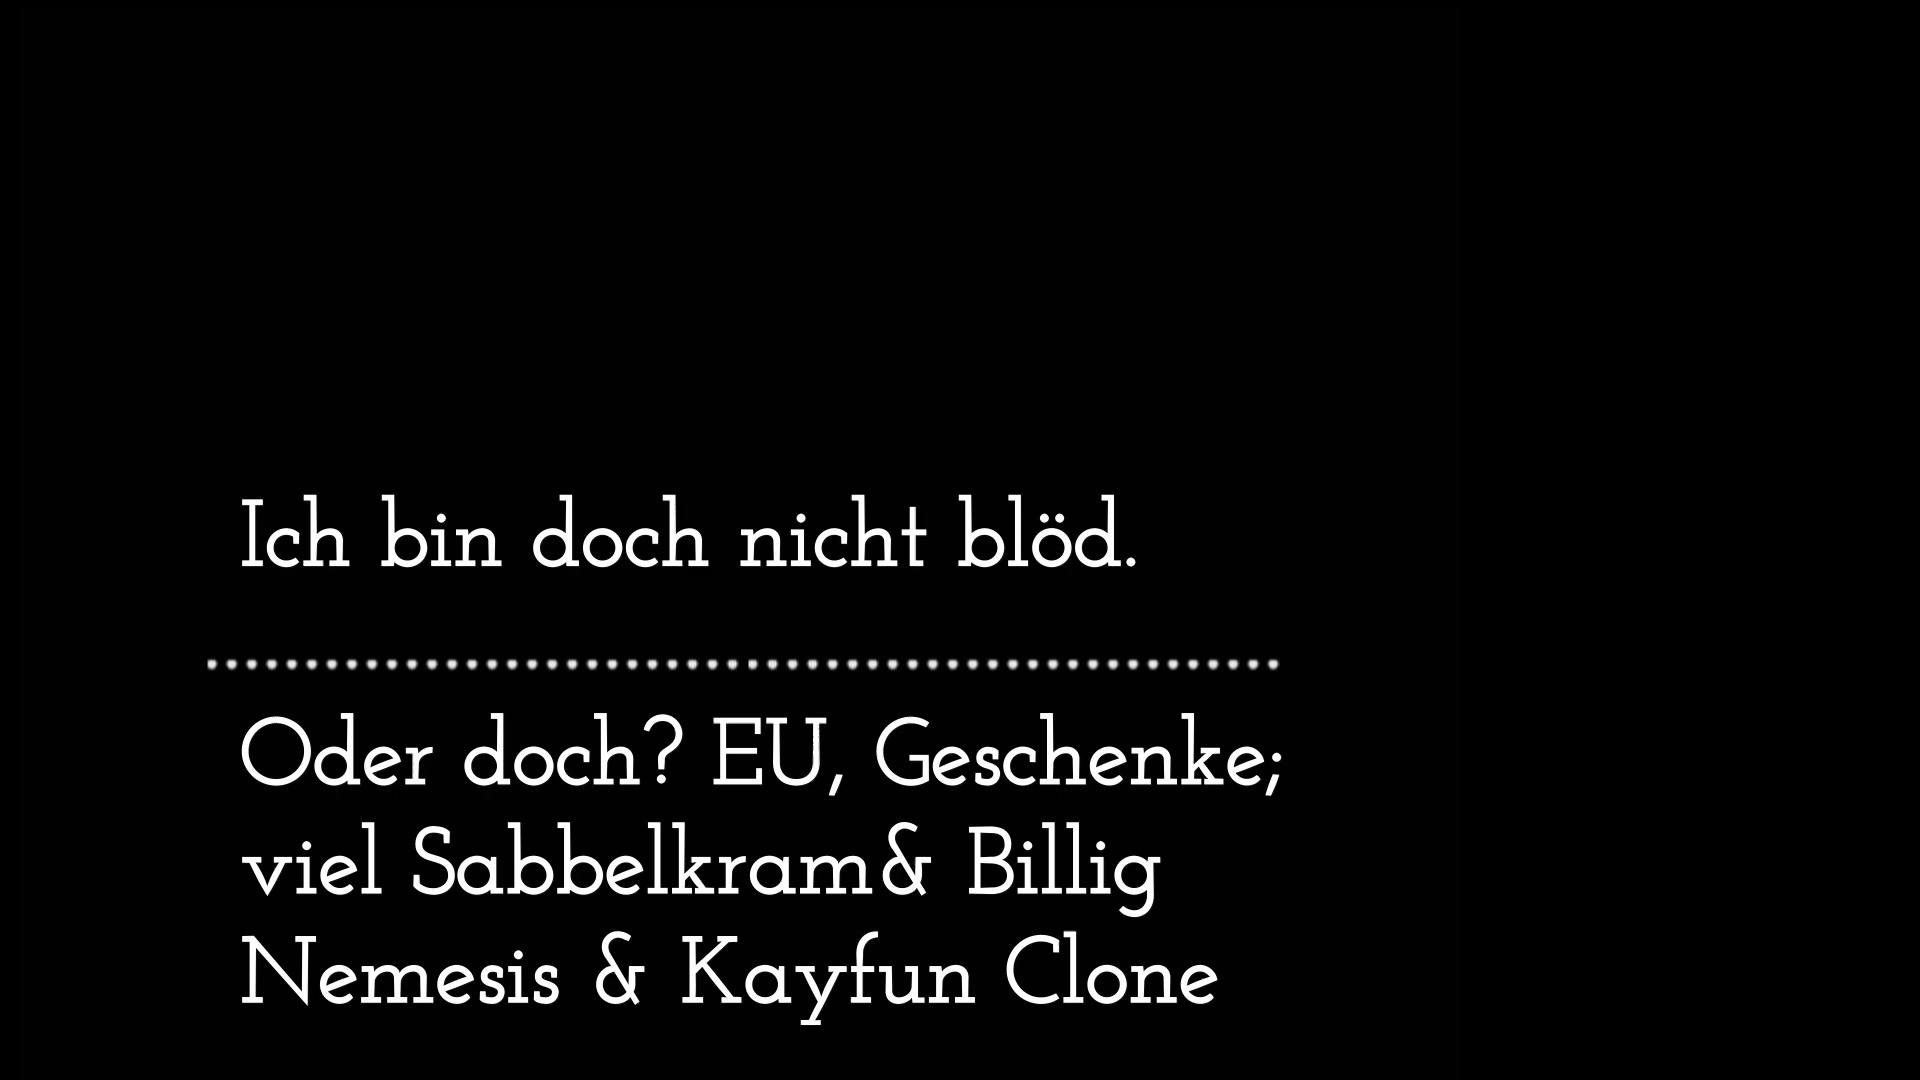 Ich bin doch nicht blöd.
Oder doch? EU, Geschenke;
viel Sabbelkram& Billig
Nemesis & Kayfun Clone